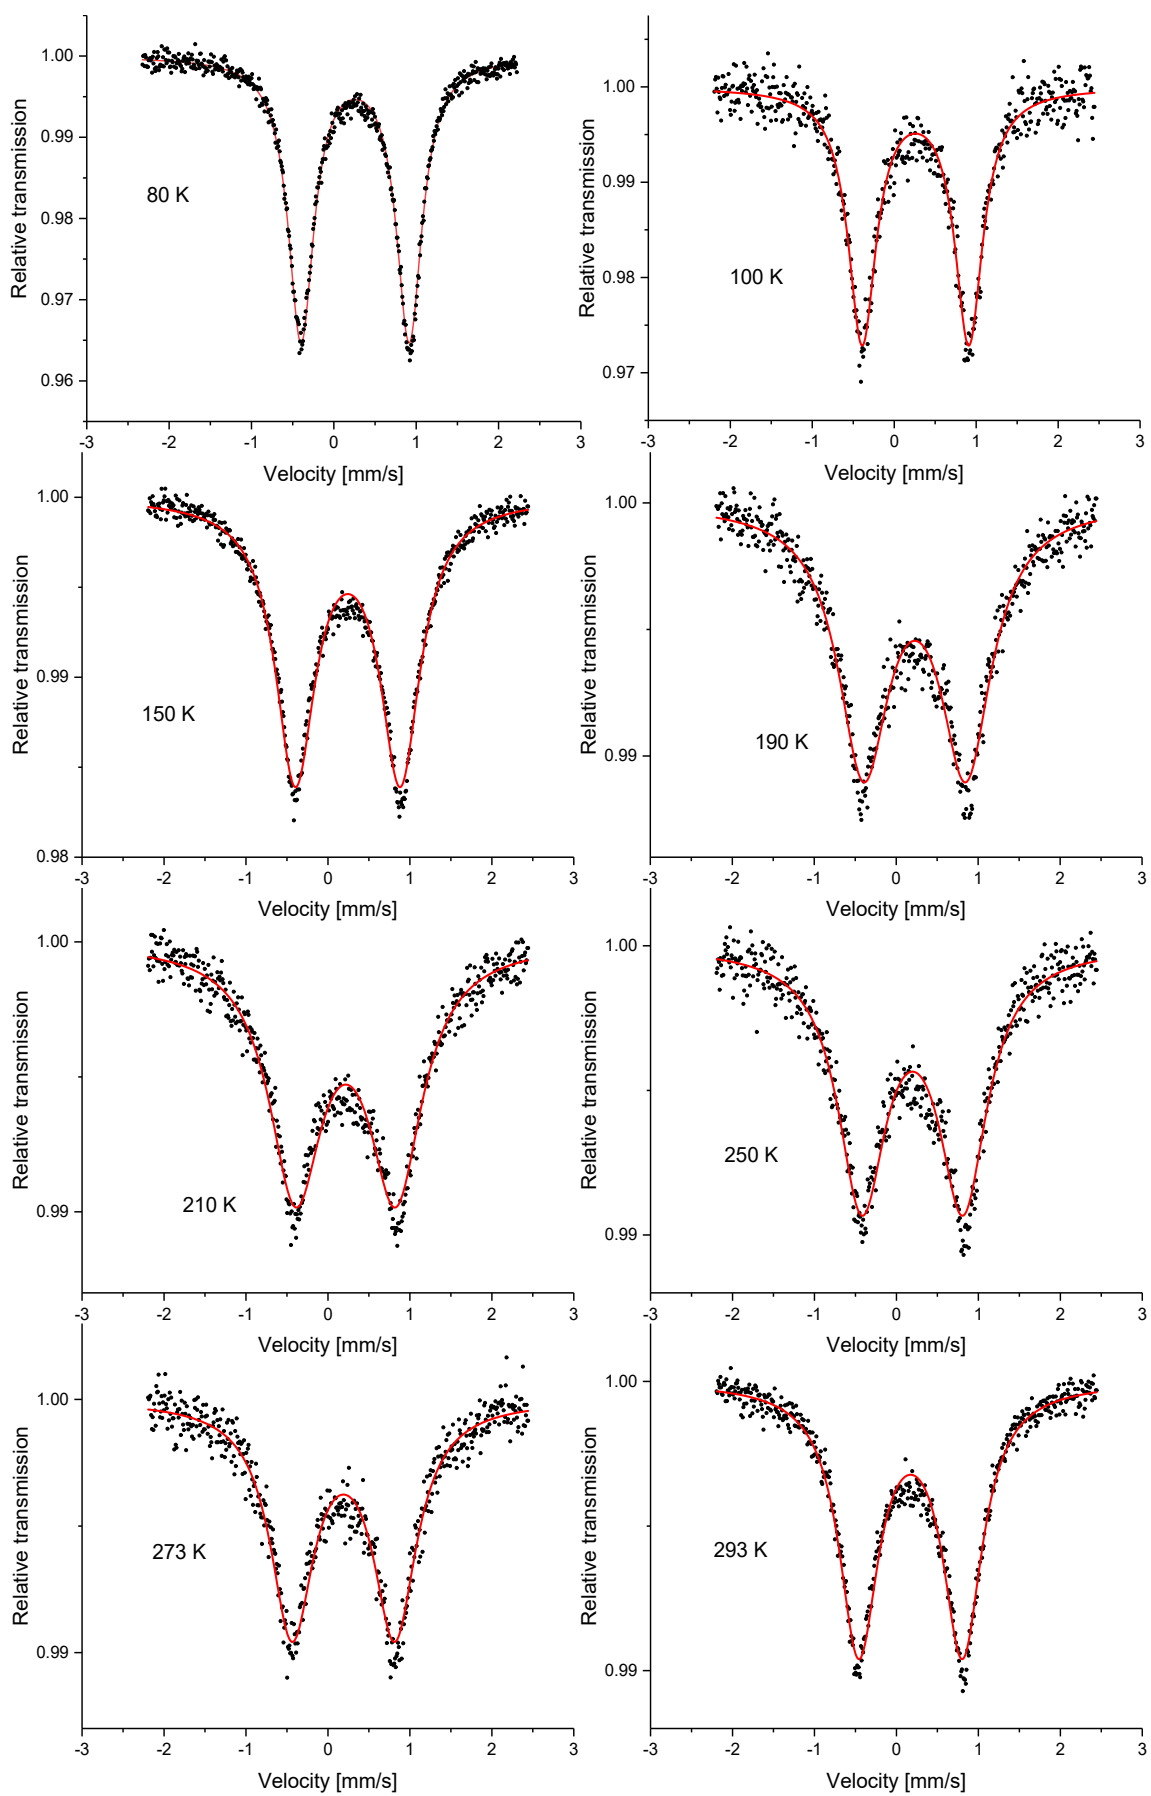 1.00
0.99
0.98
0.97
0.96
Relative transmission
80 K
-3 -2 -1 0 1 2 3
Velocity [mm/s]
1.00
0.99
0.98
0.97
Relative transmission
100 K
-3 -2 -1 0 1 2 3
Velocity [mm/s]
1.00
0.99
0.98
Relative transmission
150 K
-3 -2 -1 0 1 2 3
Velocity [mm/s]
1.00
0.99
Relative transmission
190 K
-3 -2 -1 0 1 2 3
Velocity [mm/s]
1.00
0.99
Relative transmission
210 K
-3 -2 -1 0 1 2 3
Velocity [mm/s]
1.00
0.99
Relative transmission
250 K
-3 -2 -1 0 1 2 3
Velocity [mm/s]
1.00
0.99
Relative transmission
273 K
-3 -2 -1 0 1 2 3
Velocity [mm/s]
1.00
0.99
Relative transmission
293 K
-3 -2 -1 0 1 2 3
Velocity [mm/s]